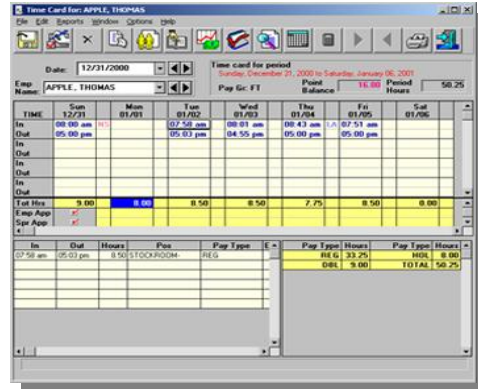 Time Card for: APPLE, THOMAS
File Edit Reports Window Options Help
Date: 12/31/2000
Time card for period
Sunday, December 31, 2000 to Saturday, January 06, 2001
Emp Name: APPLE, THOMAS
Pay Gr: FT Point Balance 16.00 Period Hours 50.25
TIME Sun 12/31 Mon 01/01 Tue 01/02 Wed 01/03 Thu 01/04 Fri 01/05 Sat 01/06
In 08:00 am NS 07:58 am 08:01 am 08:43 am LA 07:51 am
Out 05:00 pm 05:03 pm 04:55 pm 05:00 pm 05:00 pm
In
Out
In
Out
In
Out
Tot Hrs 9.00 8.00 8.50 8.50 7.75 8.50 0.00
Emp App
Spr App
In Out Hours Pos Pay Type E
07:58 am 05:03 pm 8.50 STOCKROOM- REG
Pay Type Hours Pay Type Hours
REG 33.25 HOL 8.00
DBL 9.00 TOTAL 50.25